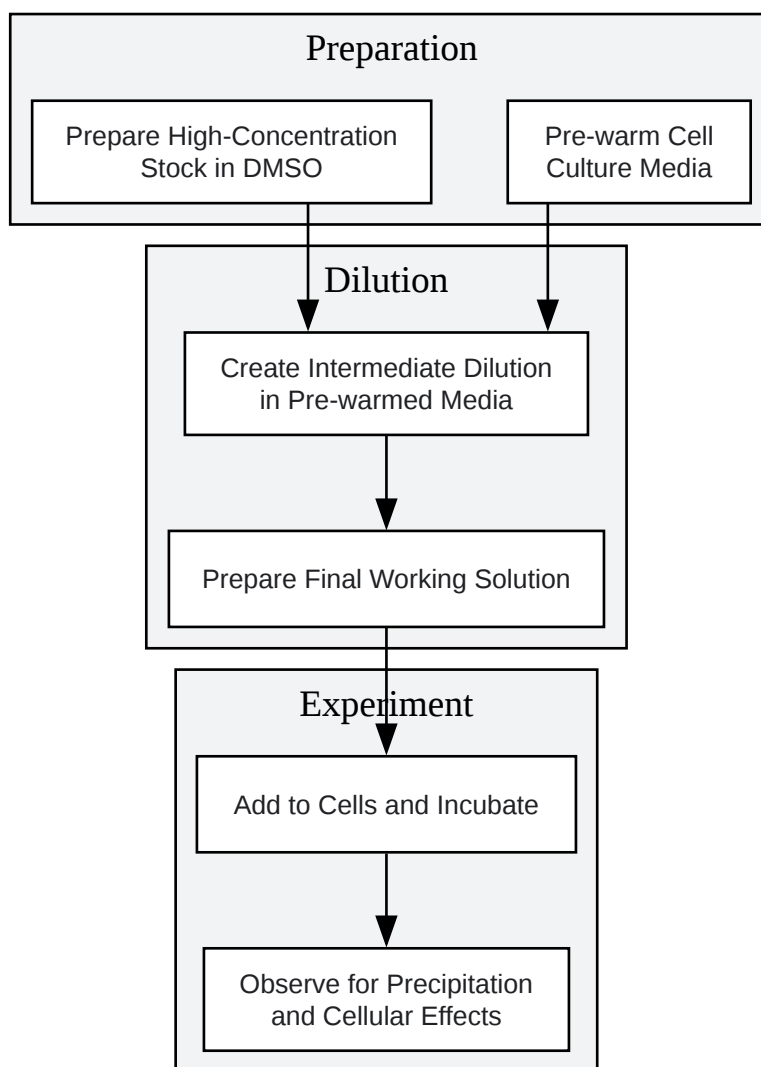 Preparation
Prepare High-Concentration
Stock in DMSO
Pre-warm Cell
Culture Media
Dilution
Create Intermediate Dilution
in Pre-warmed Media
Prepare Final Working Solution
Experiment
Add to Cells and Incubate
Observe for Precipitation
and Cellular Effects